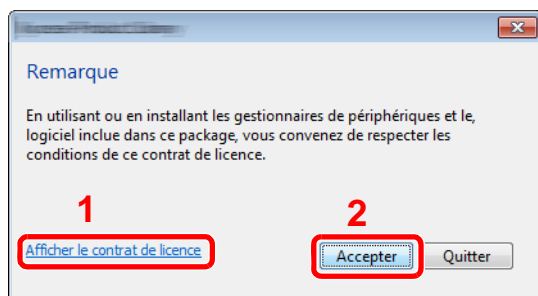 Remarque
En utilisant ou en installant les gestionnaires de périphériques et le,
logiciel inclue dans ce package, vous convenez de respecter les
conditions de ce contrat de licence.
1
2
Afficher le contrat de licence
Accepter
Quitter